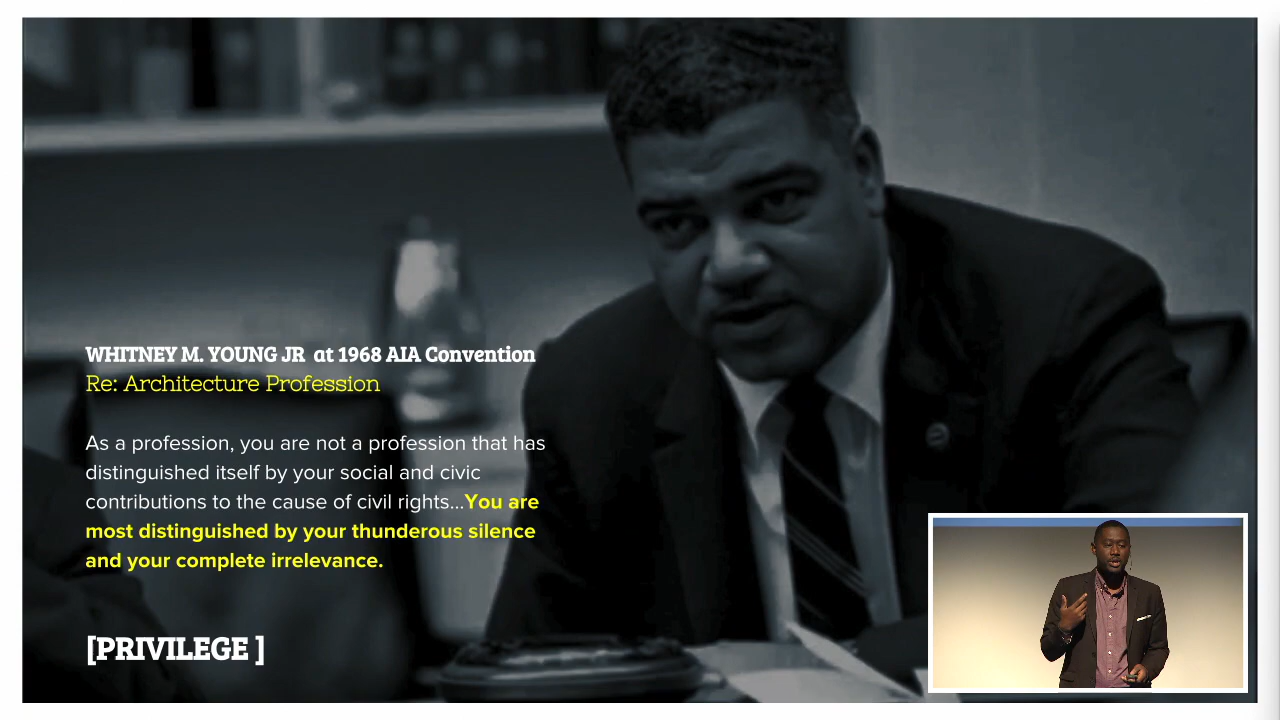 WHITNEY M. YOUNG JR at 1968 AIA Convention
Re: Architecture Profession
As a profession, you are not a profession that has
distinguished itself by your social and civic
contributions to the cause of civil rights...You are
most distinguished by your thunderous silence
and your complete irrelevance.
[PRIVILEGE ]